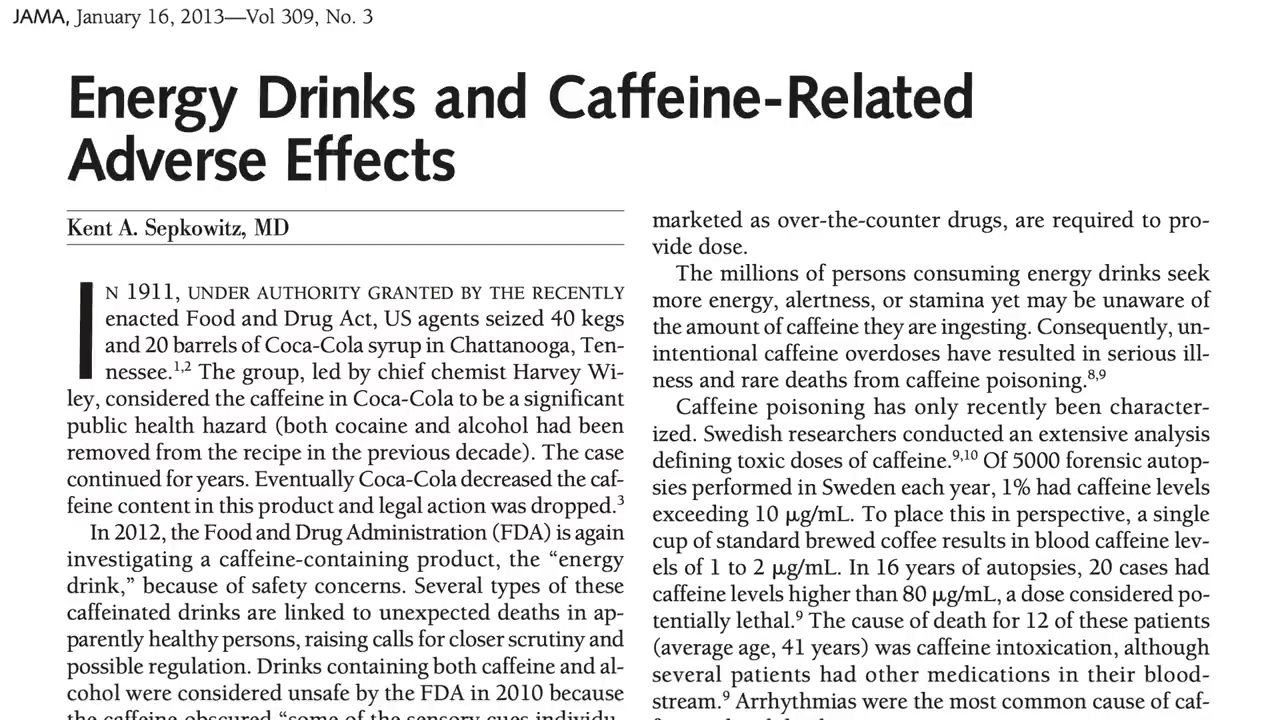 JAMA, January 16, 2013—Vol 309, No. 3
Energy Drinks and Caffeine-Related
Adverse Effects
Kent A. Sepkowitz, MD
IN 1911, UNDER AUTHORITY GRANTED BY THE RECENTLY
enacted Food and Drug Act, US agents seized 40 kegs
and 20 barrels of Coca-Cola syrup in Chattanooga, Ten-
nessee.1,2 The group, led by chief chemist Harvey Wi-
ley, considered the caffeine in Coca-Cola to be a significant
public health hazard (both cocaine and alcohol had been
removed from the recipe in the previous decade). The case
continued for years. Eventually Coca-Cola decreased the caf-
feine content in this product and legal action was dropped.3
In 2012, the Food and Drug Administration (FDA) is again
investigating a caffeine-containing product, the “energy
drink,” because of safety concerns. Several types of these
caffeinated drinks are linked to unexpected deaths in ap-
parently healthy persons, raising calls for closer scrutiny and
possible regulation. Drinks containing both caffeine and al-
cohol were considered unsafe by the FDA in 2010 because
the caffeine obscured “some of the sensory cues individu-
marketed as over-the-counter drugs, are required to pro-
vide dose.
The millions of persons consuming energy drinks seek
more energy, alertness, or stamina yet may be unaware of
the amount of caffeine they are ingesting. Consequently, un-
intentional caffeine overdoses have resulted in serious ill-
ness and rare deaths from caffeine poisoning.8,9
Caffeine poisoning has only recently been character-
ized. Swedish researchers conducted an extensive analysis
defining toxic doses of caffeine.9,10 Of 5000 forensic autop-
sies performed in Sweden each year, 1% had caffeine levels
exceeding 10 μg/mL. To place this in perspective, a single
cup of standard brewed coffee results in blood caffeine lev-
els of 1 to 2 μg/mL. In 16 years of autopsies, 20 cases had
caffeine levels higher than 80 μg/mL, a dose considered po-
tentially lethal.9 The cause of death for 12 of these patients
(average age, 41 years) was caffeine intoxication, although
several patients had other medications in their blood-
stream.9 Arrhythmias were the most common cause of caf-